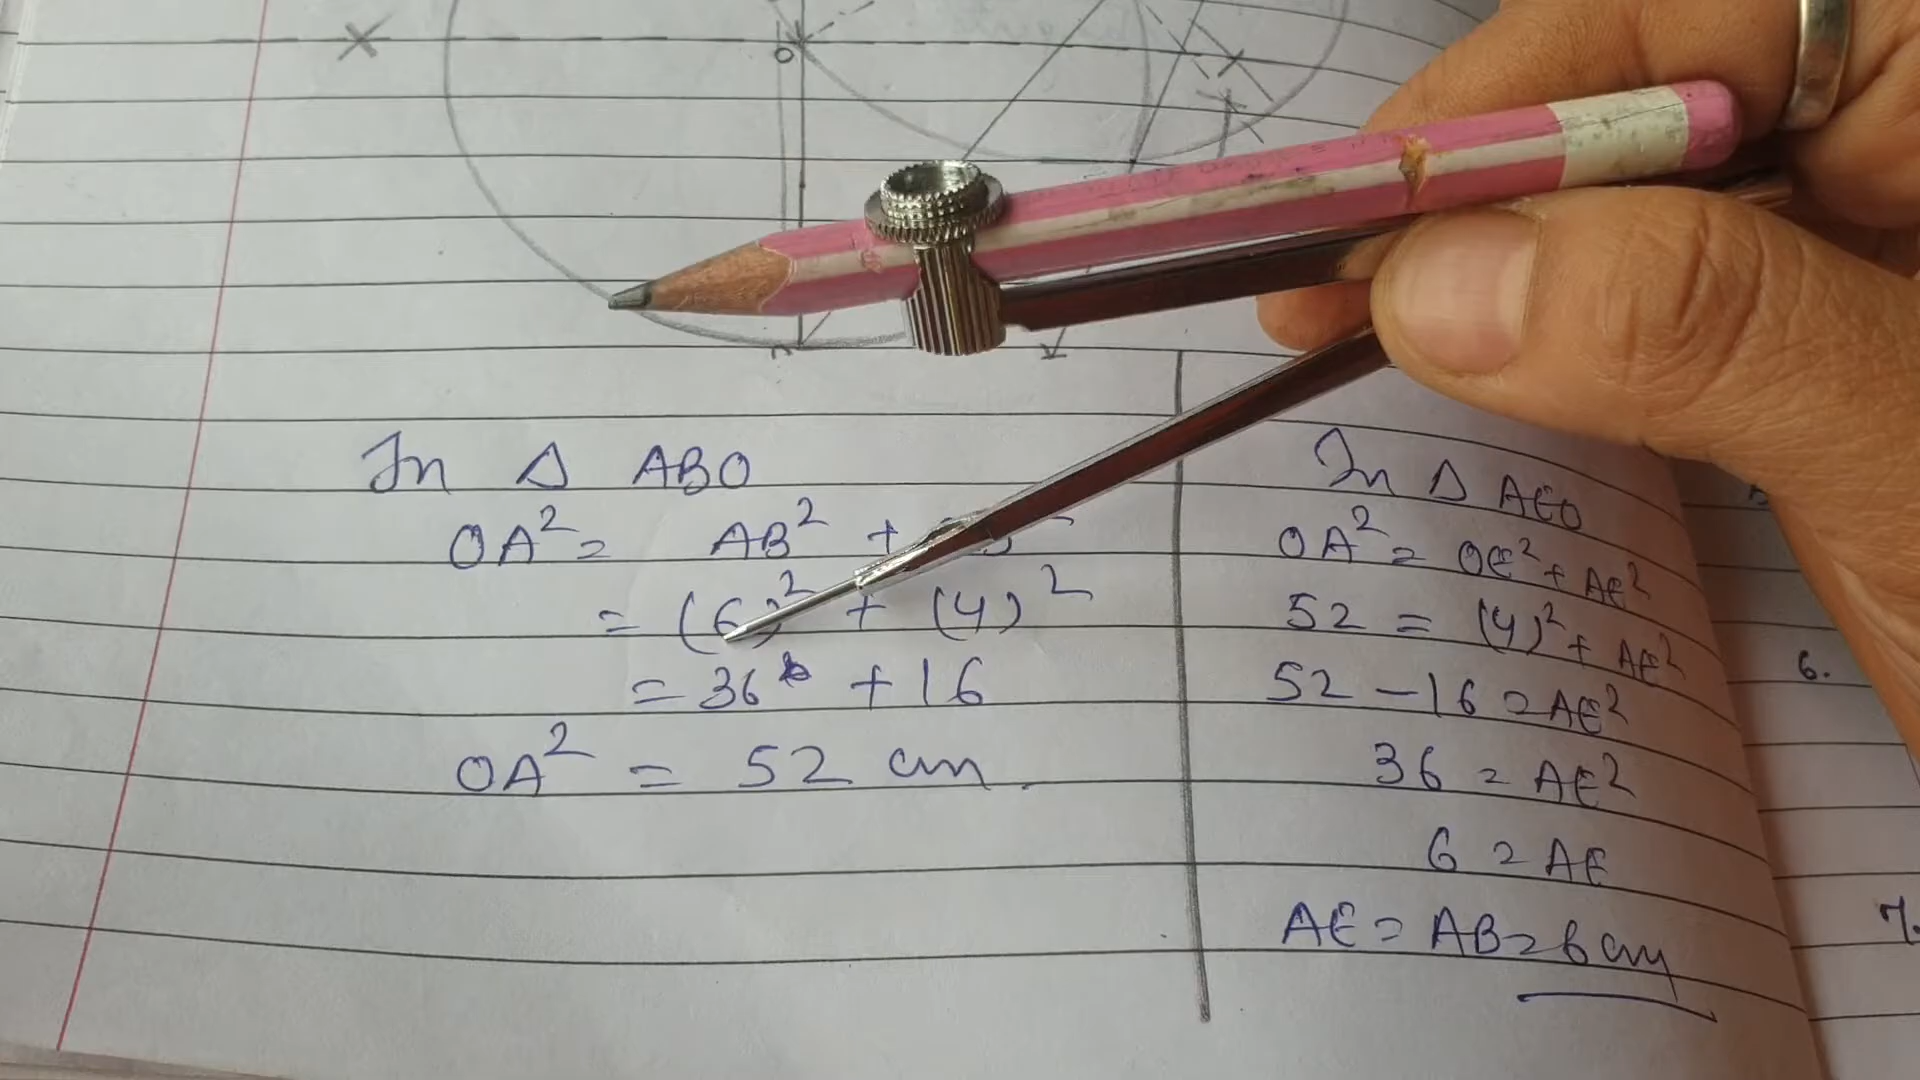 O
In Δ ABO
OA² = AB² +
= (6)² + (4)²
= 36 + 16
OA² = 52 cm
In Δ AEO
OA² = OE² + AE²
52 = (4)² + AE²
52 - 16 = AE²
36 = AE²
6 = AE
AE = AB = 6 cm
6.
7.